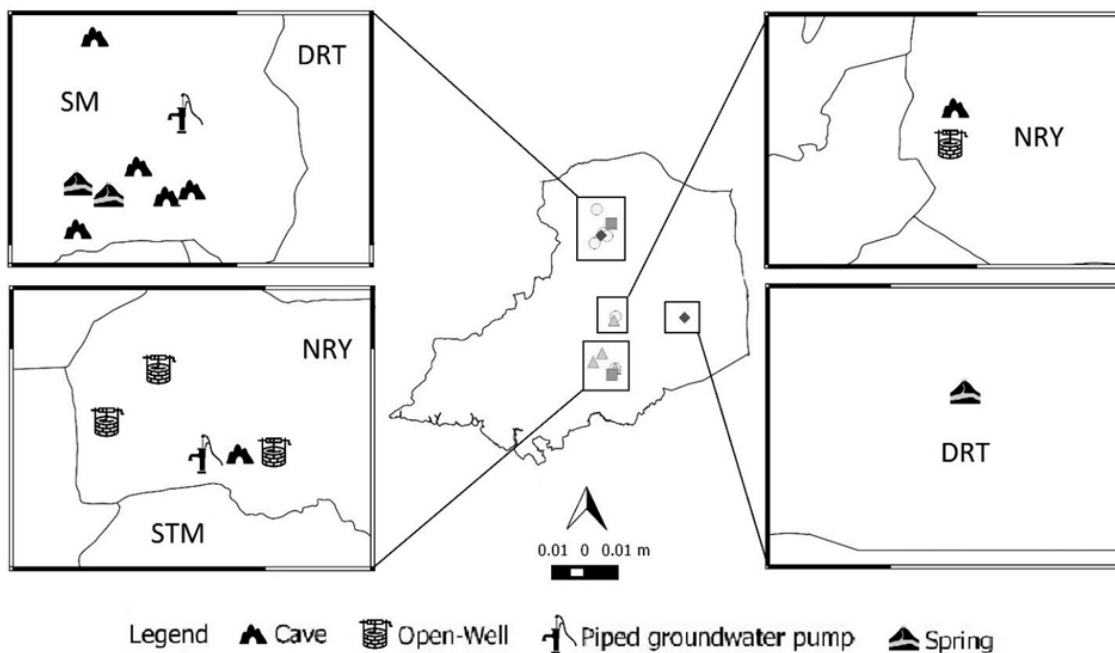 SM
DRT
NRY
NRY
STM
DRT
0.01 0 0.01 m
Legend Cave Open-Well Piped groundwater pump Spring